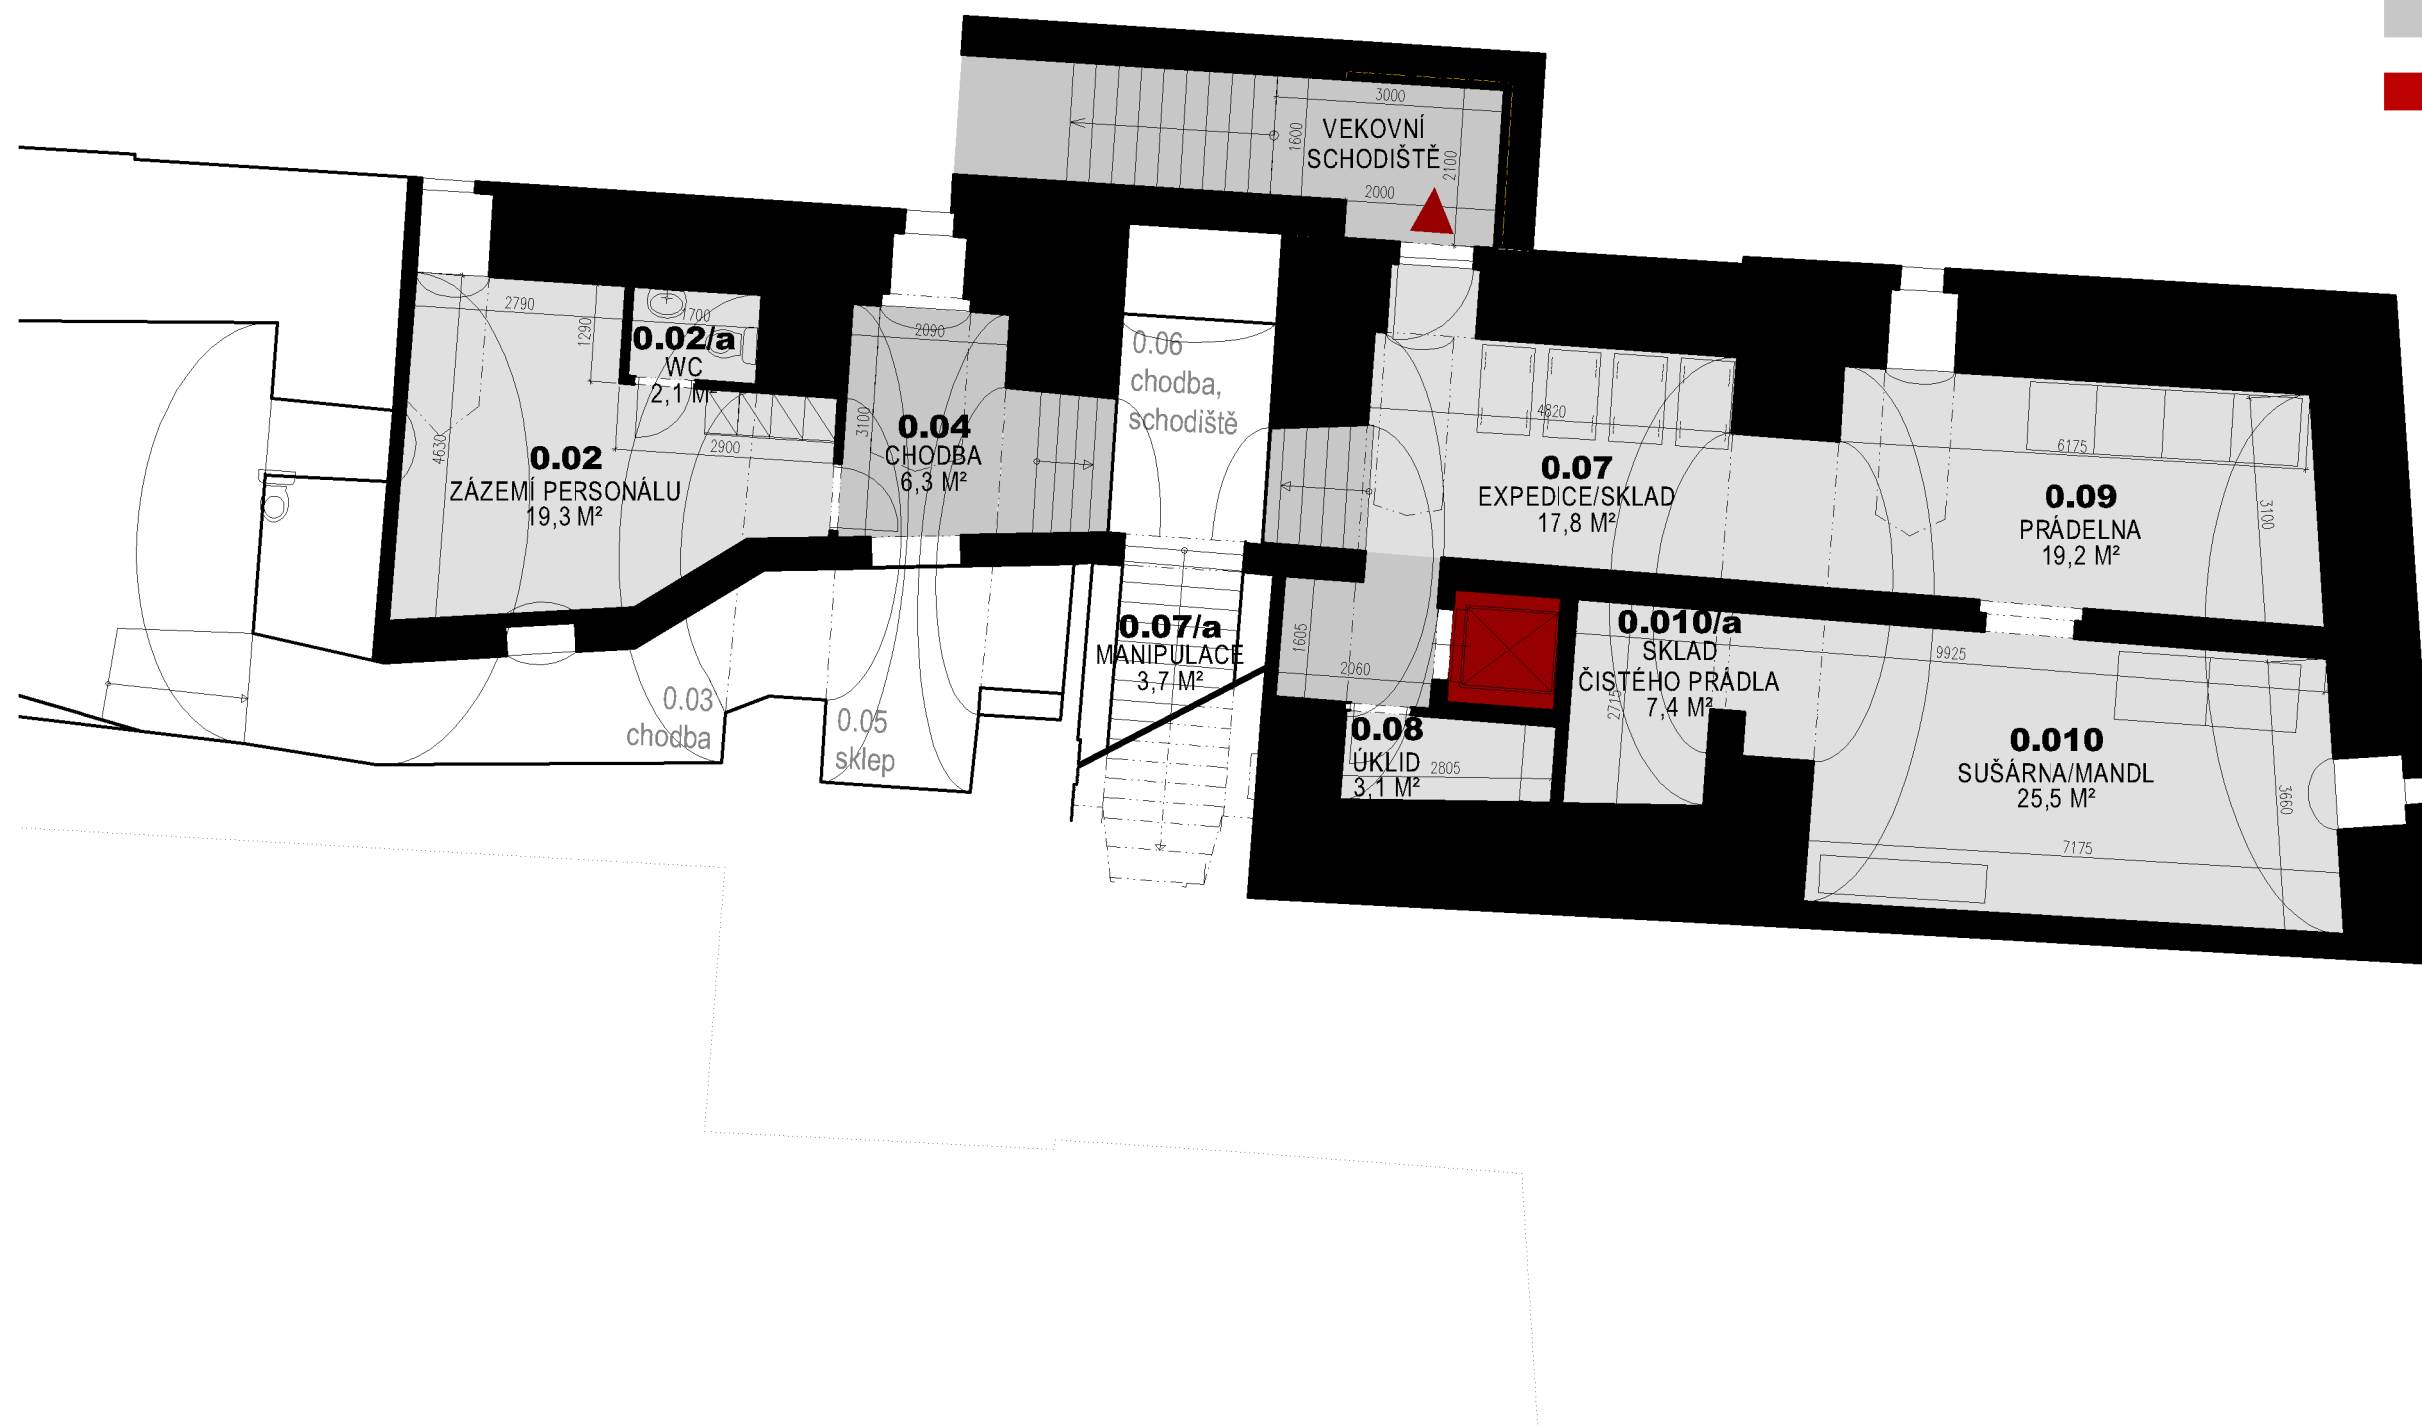 3000
1600
VEKOVNÍ
SCHODIŠTĚ
2100
2000
2790
1290
1700
0.02/a
WC
2,1 M²
4630
2900
0.02
ZÁZEMÍ PERSONÁLU
19,3 M²
2090
3100
0.04
CHODBA
6,3 M²
0.06
chodba,
schodiště
4820
0.07
EXPEDICE/SKLAD
17,8 M²
6175
3100
0.09
PRÁDELNA
19,2 M²
0.07/a
MANIPULACE
3,7 M²
1605
2060
0.010/a
SKLAD
ČISTÉHO PRÁDLA
7,4 M²
2715
9925
0.03
chodba
0.05
sklep
0.08
ÚKLID
3,1 M²
2805
0.010
SUŠÁRNA/MANDL
25,5 M²
3660
7175